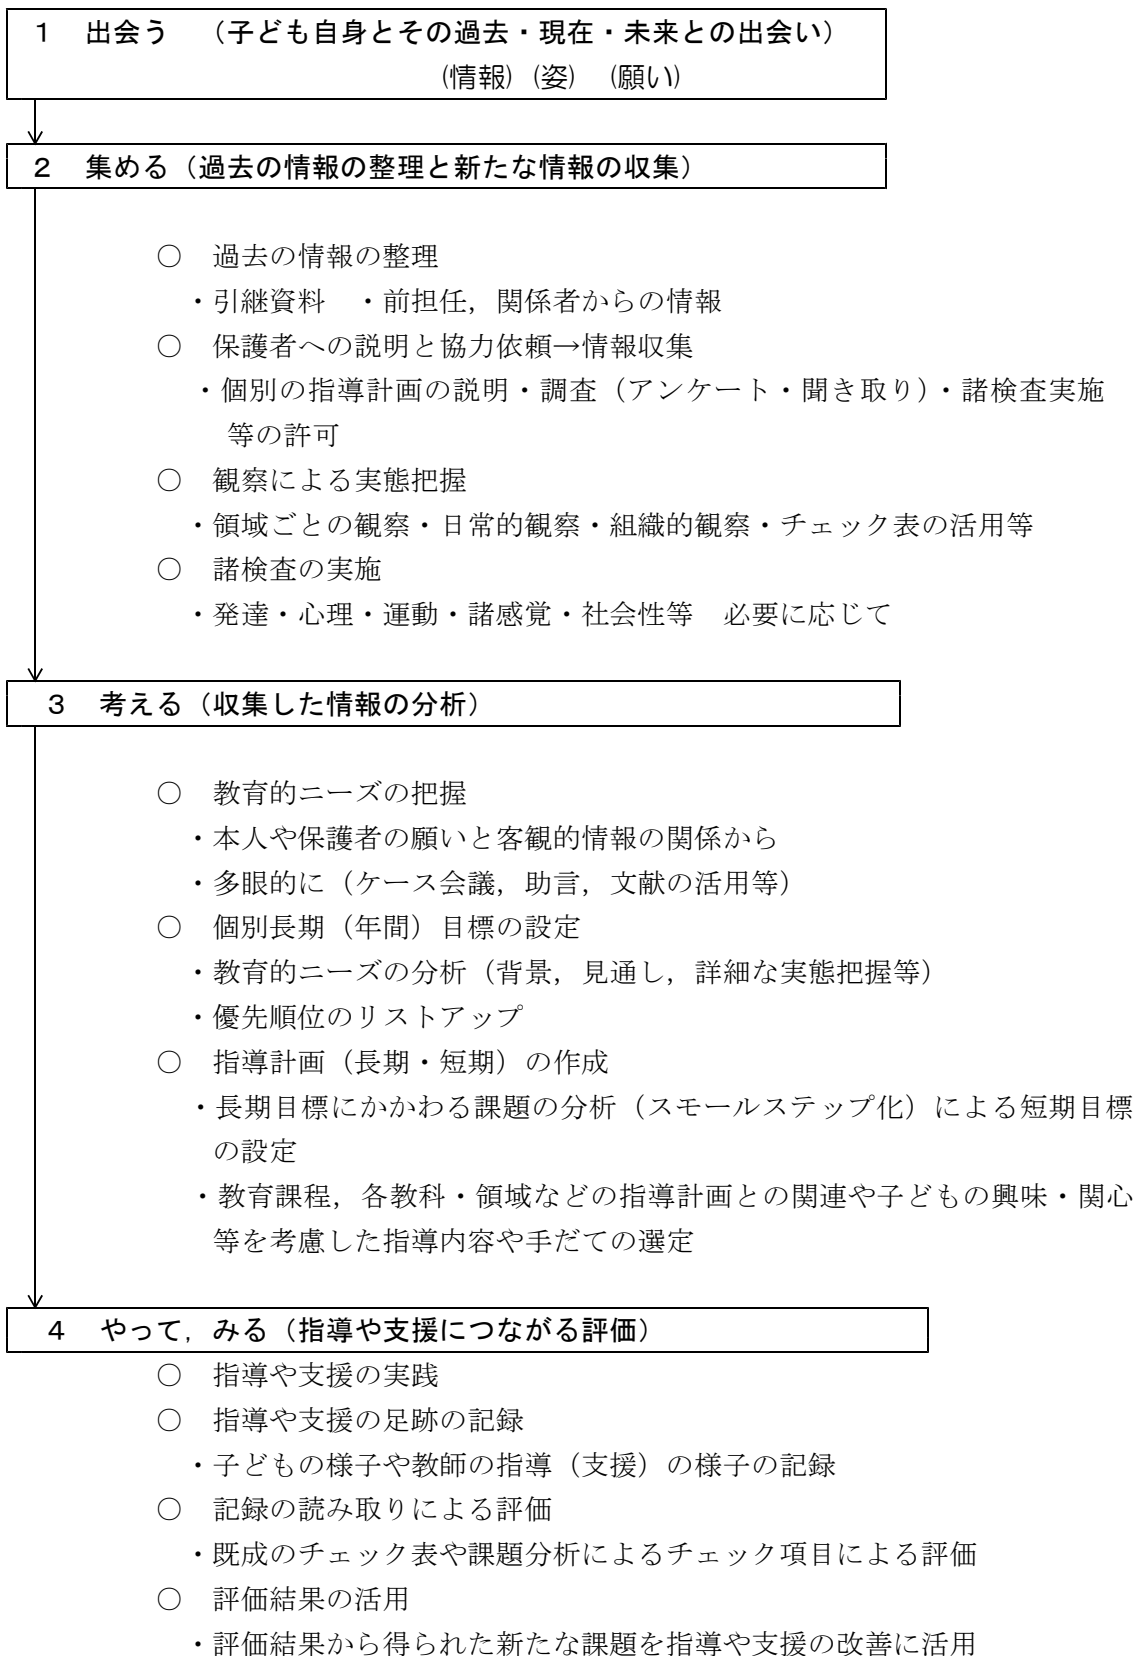 １　出会う　（子ども自身とその過去・現在・未来との出会い）
（情報）（姿）　（願い）
２　集める（過去の情報の整理と新たな情報の収集）
○　過去の情報の整理
・引継資料　・前担任，関係者からの情報
○　保護者への説明と協力依頼→情報収集
・個別の指導計画の説明・調査（アンケート・聞き取り）・諸検査実施
等の許可
○　観察による実態把握
・領域ごとの観察・日常的観察・組織的観察・チェック表の活用等
○　諸検査の実施
・発達・心理・運動・諸感覚・社会性等　必要に応じて
３　考える（収集した情報の分析）
○　教育的ニーズの把握
・本人や保護者の願いと客観的情報の関係から
・多眼的に（ケース会議，助言，文献の活用等）
○　個別長期（年間）目標の設定
・教育的ニーズの分析（背景，見通し，詳細な実態把握等）
・優先順位のリストアップ
○　指導計画（長期・短期）の作成
・長期目標にかかわる課題の分析（スモールステップ化）による短期目標
の設定
・教育課程，各教科・領域などの指導計画との関連や子どもの興味・関心
等を考慮した指導内容や手だての選定
４　やって，みる（指導や支援につながる評価）
○　指導や支援の実践
○　指導や支援の足跡の記録
・子どもの様子や教師の指導（支援）の様子の記録
○　記録の読み取りによる評価
・既成のチェック表や課題分析によるチェック項目による評価
○　評価結果の活用
・評価結果から得られた新たな課題を指導や支援の改善に活用